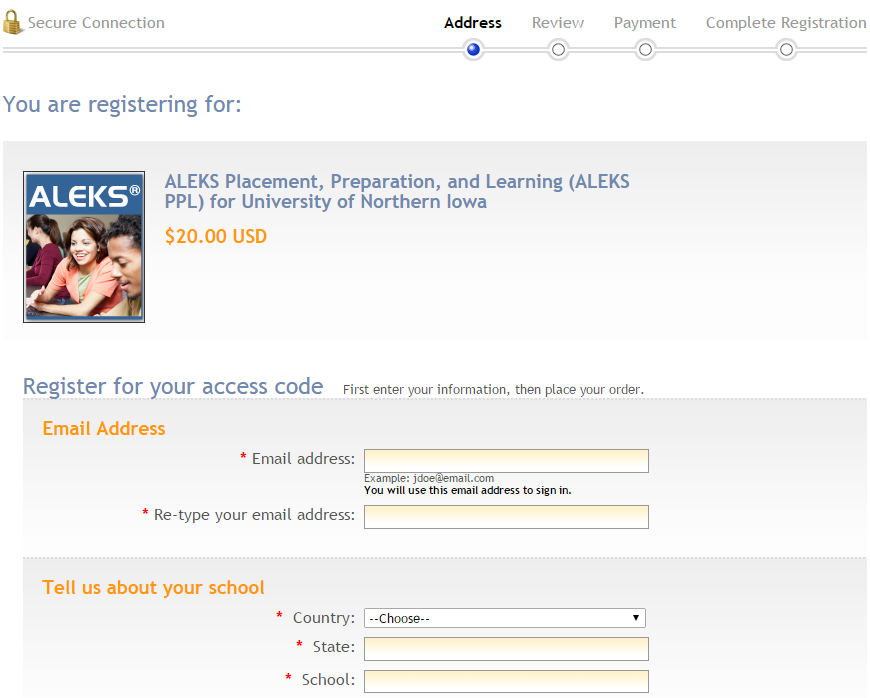 Secure Connection
Address Review Payment Complete Registration
You are registering for:
ALEKS®
ALEKS Placement, Preparation, and Learning (ALEKS
PPL) for University of Northern Iowa
$20.00 USD
Register for your access code First enter your information, then place your order.
Email Address
* Email address:
Example: jdoe@email.com
You will use this email address to sign in.
* Re-type your email address:
Tell us about your school
* Country: --Choose--
* State:
* School: